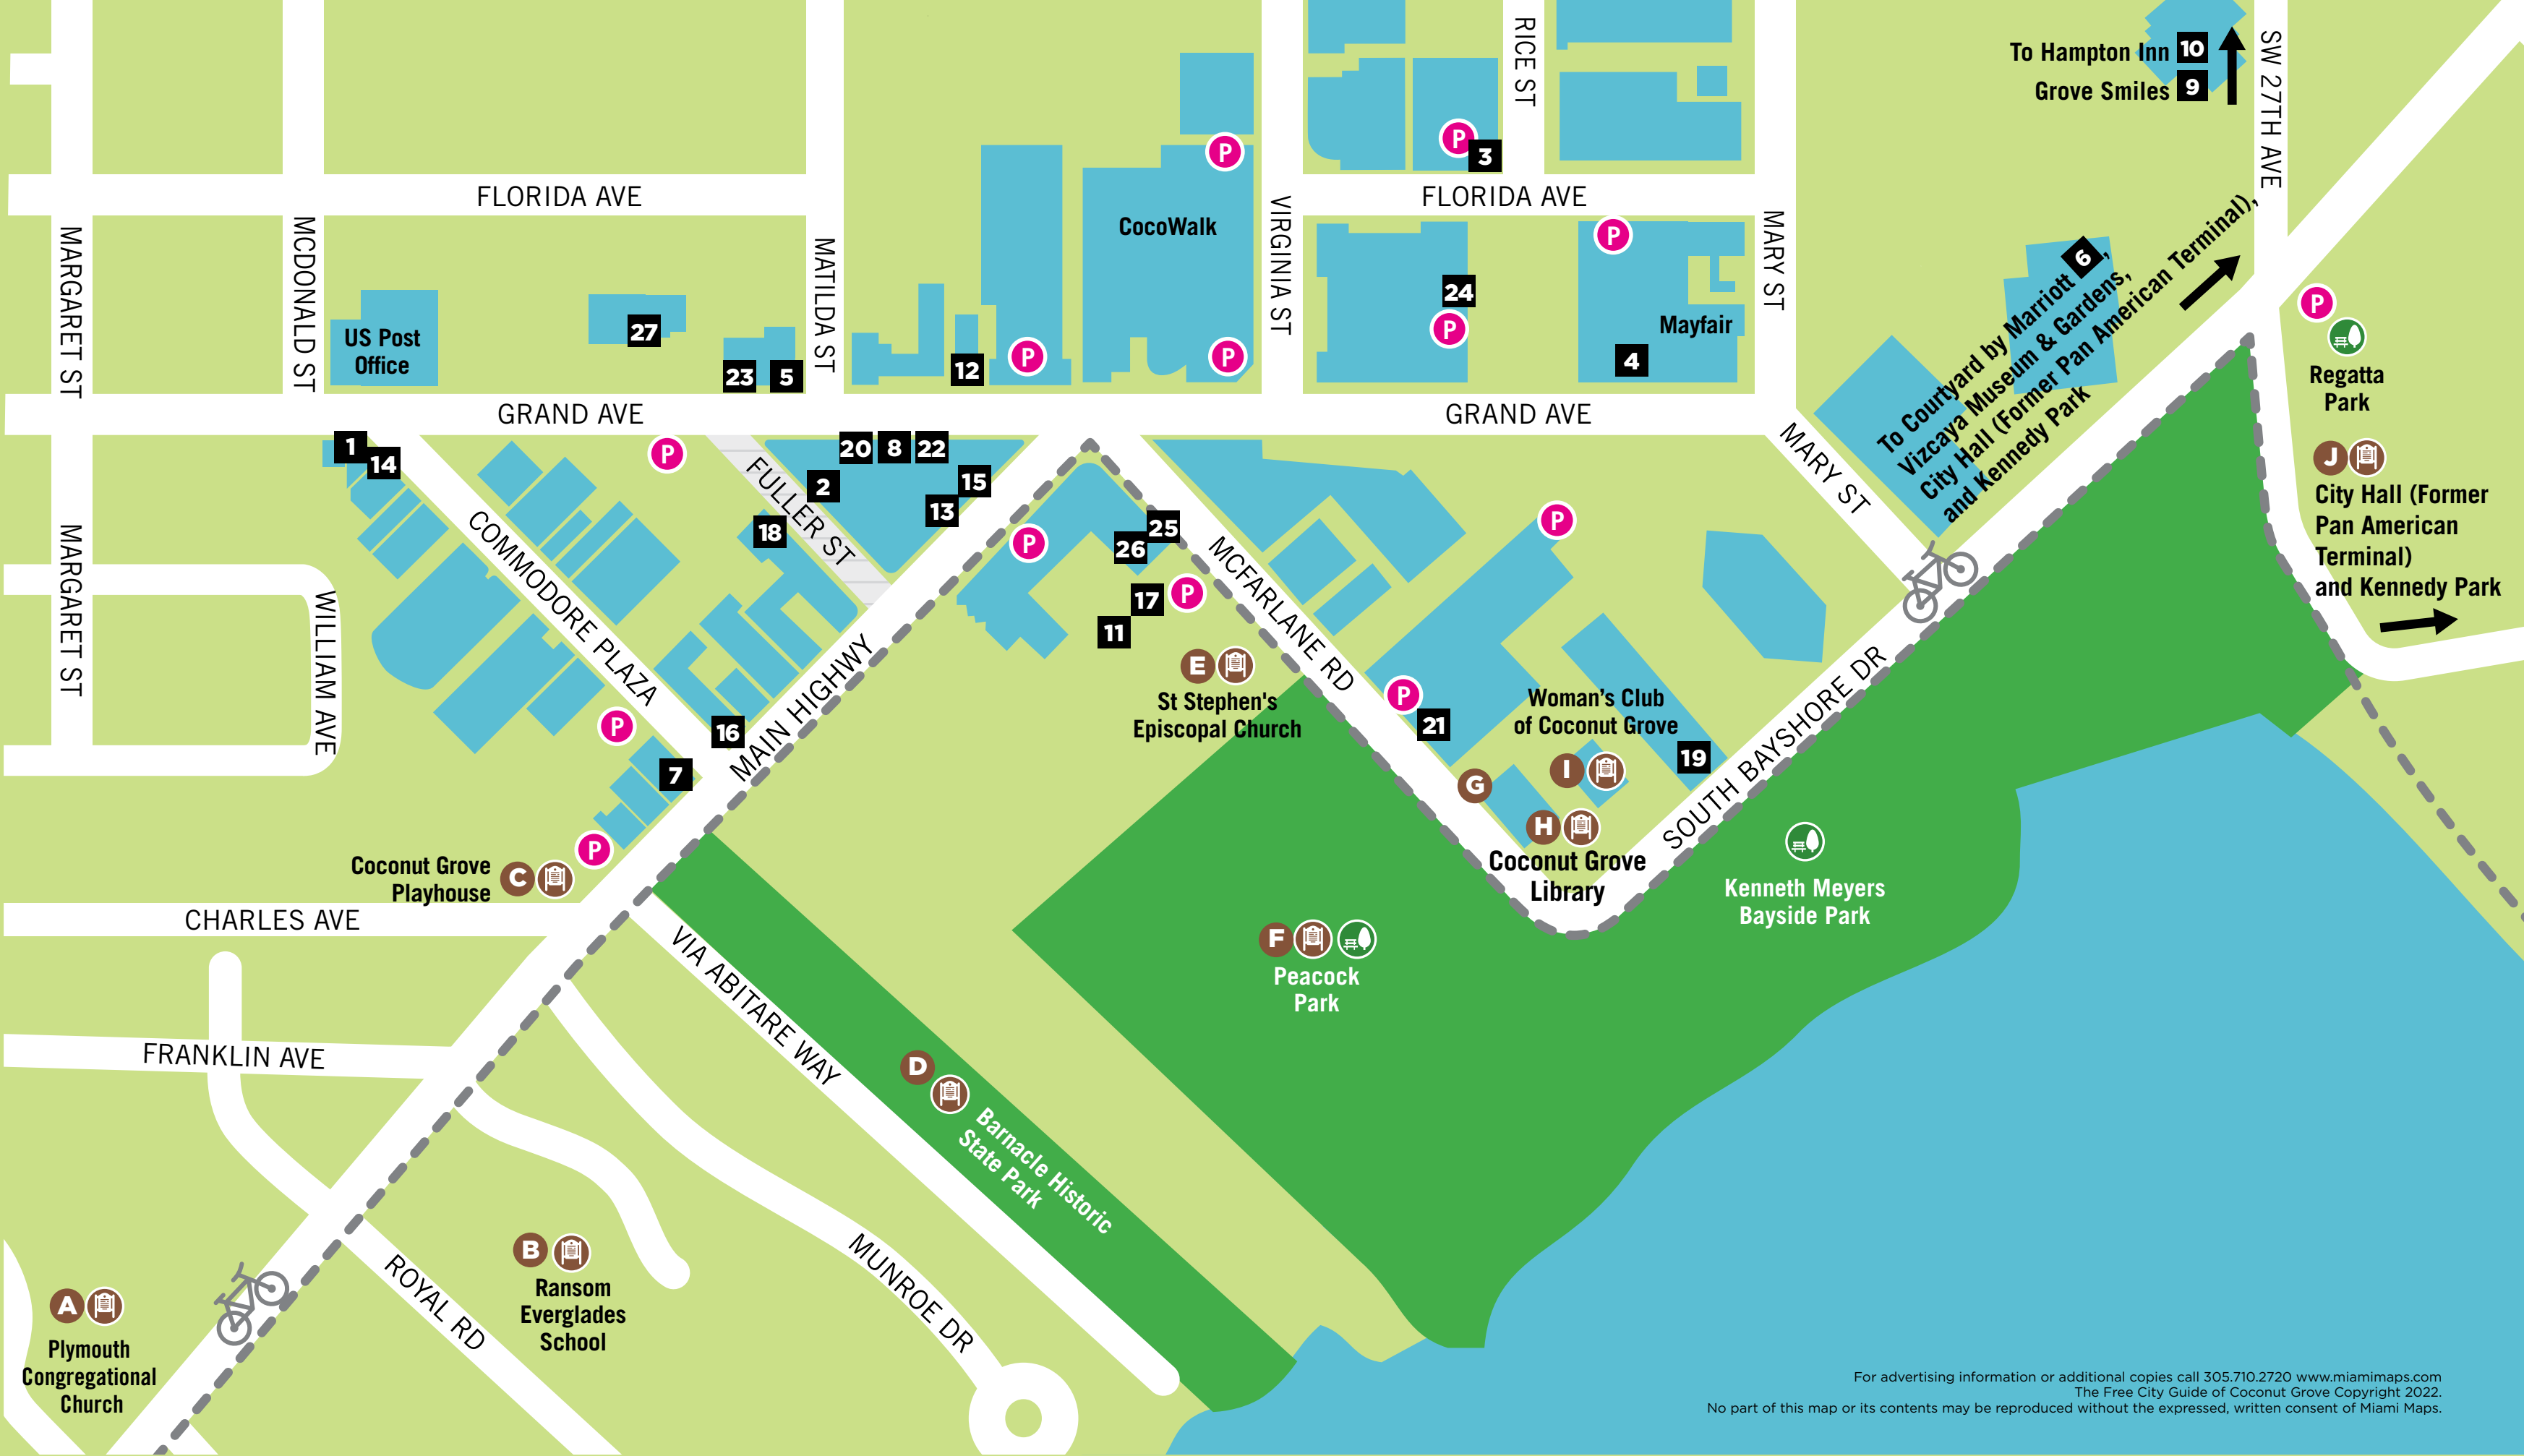 RICE ST
To Hampton Inn 10
Grove Smiles 9
SW 27TH AVE
P
P
3
FLORIDA AVE
FLORIDA AVE
MARGARET ST
MCDONALD ST
MATILDA ST
CocoWalk
VIRGINIA ST
MARY ST
P
24
P
Mayfair
4
US Post
Office
27
23
5
12
P
P
To Courtyard by Marriott 6,
Vizcaya Museum & Gardens,
City Hall (Former Pan American Terminal),
and Kennedy Park
P
Regatta
Park
GRAND AVE
GRAND AVE
1
14
P
FULLER ST
20
8
22
2
15
13
18
P
25
26
17
P
11
MCFARLANE RD
P
MARY ST
J
City Hall (Former
Pan American
Terminal)
and Kennedy Park
MARGARET ST
WILLIAM AVE
COMMODORE PLAZA
P
16
7
MAIN HIGHWAY
E
St Stephen's
Episcopal Church
P
21
Woman's Club
of Coconut Grove
19
I
G
H
Coconut Grove
Library
SOUTH BAYSHORE DR
Kenneth Meyers
Bayside Park
P
Coconut Grove
Playhouse
C
CHARLES AVE
VIA ABITARE WAY
F
Peacock
Park
FRANKLIN AVE
D
Barnacle Historic
State Park
B
Ransom
Everglades
School
ROYAL RD
MUNROE DR
A
Plymouth
Congregational
Church
For advertising information or additional copies call 305.710.2720 www.miamimaps.com
The Free City Guide of Coconut Grove Copyright 2022.
No part of this map or its contents may be reproduced without the expressed, written consent of Miami Maps.